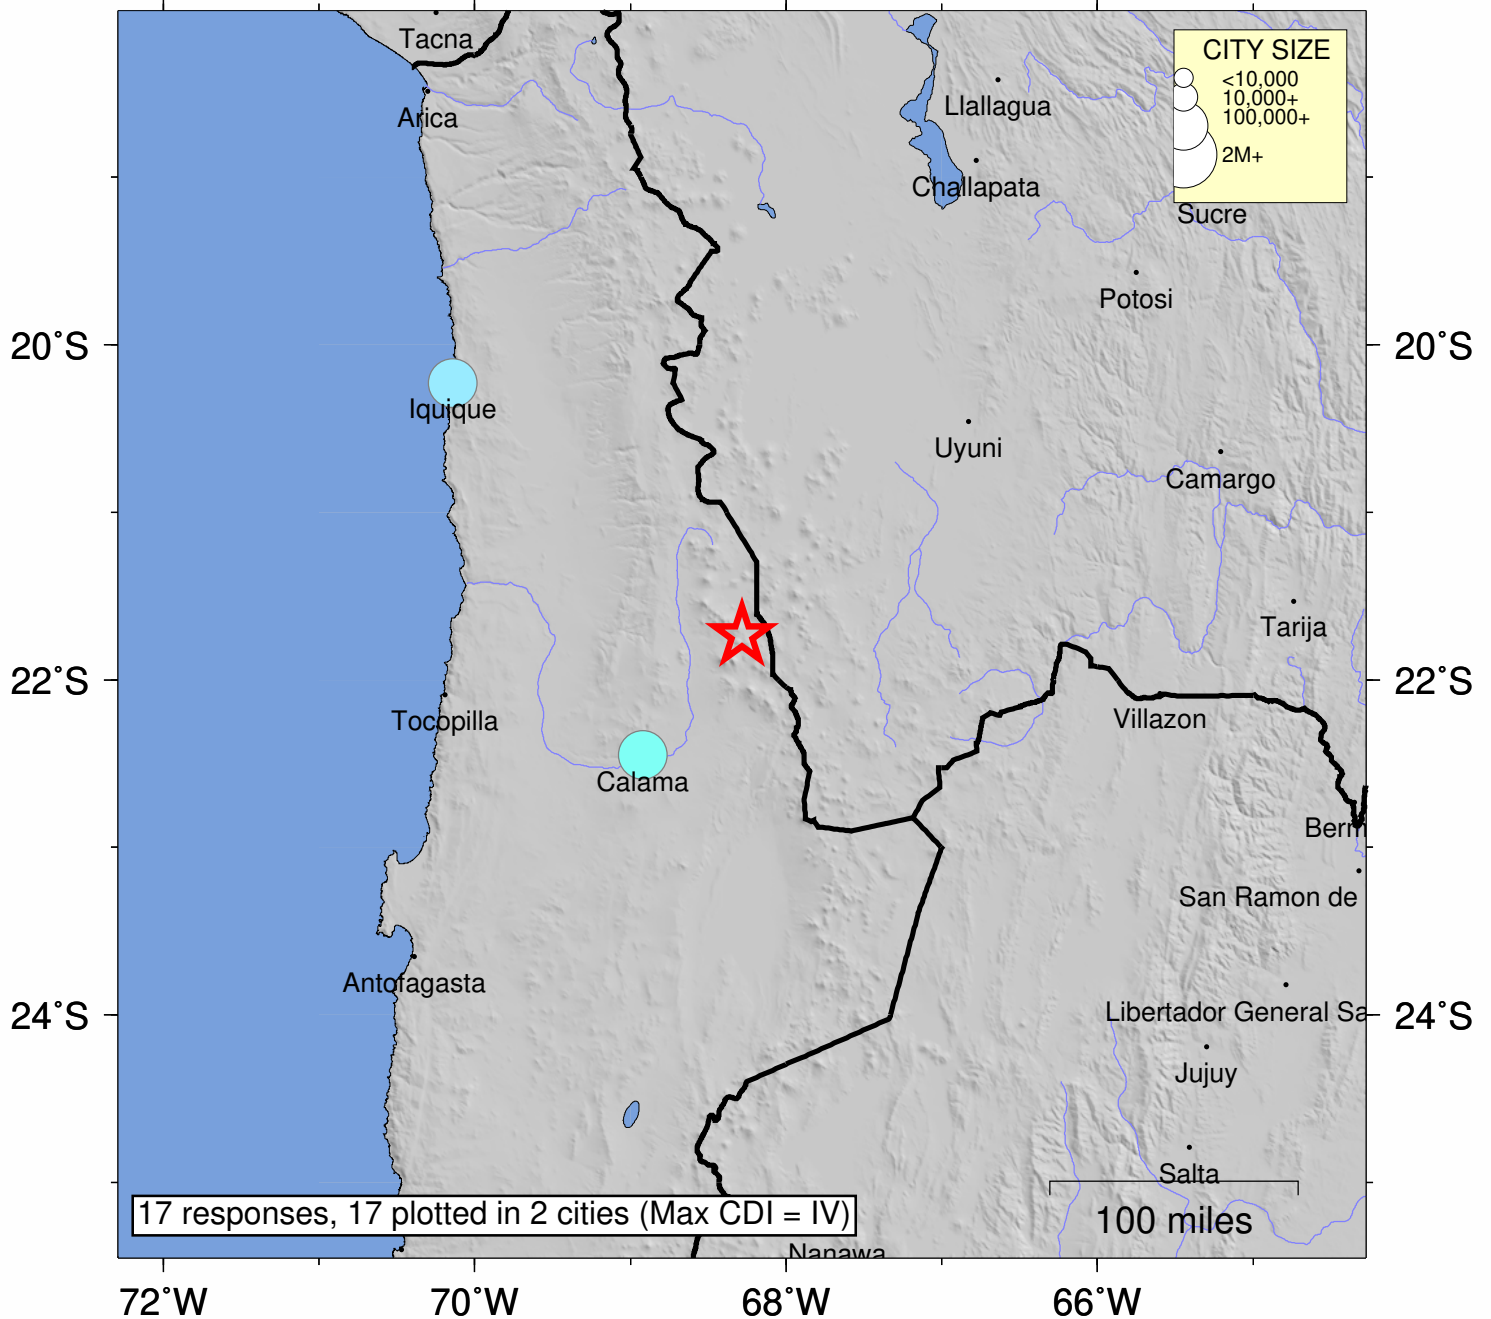 Tacna
CITY SIZE
<10,000
10,000+
100,000+
2M+
Arica
Llallagua
Challapata
Sucre
Potosi
20°S
20°S
Iquique
Uyuni
Camargo
Tarija
22°S
22°S
Tocopilla
Villazon
Calama
Berm
San Ramon de
Antofagasta
24°S
Libertador General Sa
24°S
Jujuy
Salta
17 responses, 17 plotted in 2 cities (Max CDI = IV)
100 miles
Nanawa
72°W
70°W
68°W
66°W